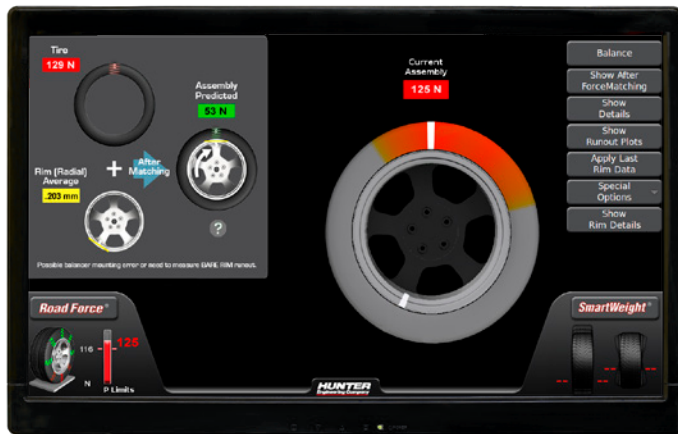 Tire
129 N
Assembly
Predicted
53 N
After
Matching
Rim (Radial)
Average
.203 mm
?
Possible balancer mounting error or need to measure BARE RIM runout.
Current
Assembly
125 N
Balance
Show After
ForceMatching
Show
Details
Show
Runout Plots
Apply Last
Rim Data
Special
Options
Show
Rim Details
Road Force®
116
125
N
P Limits
HUNTER
Engineering Company
SmartWeight®